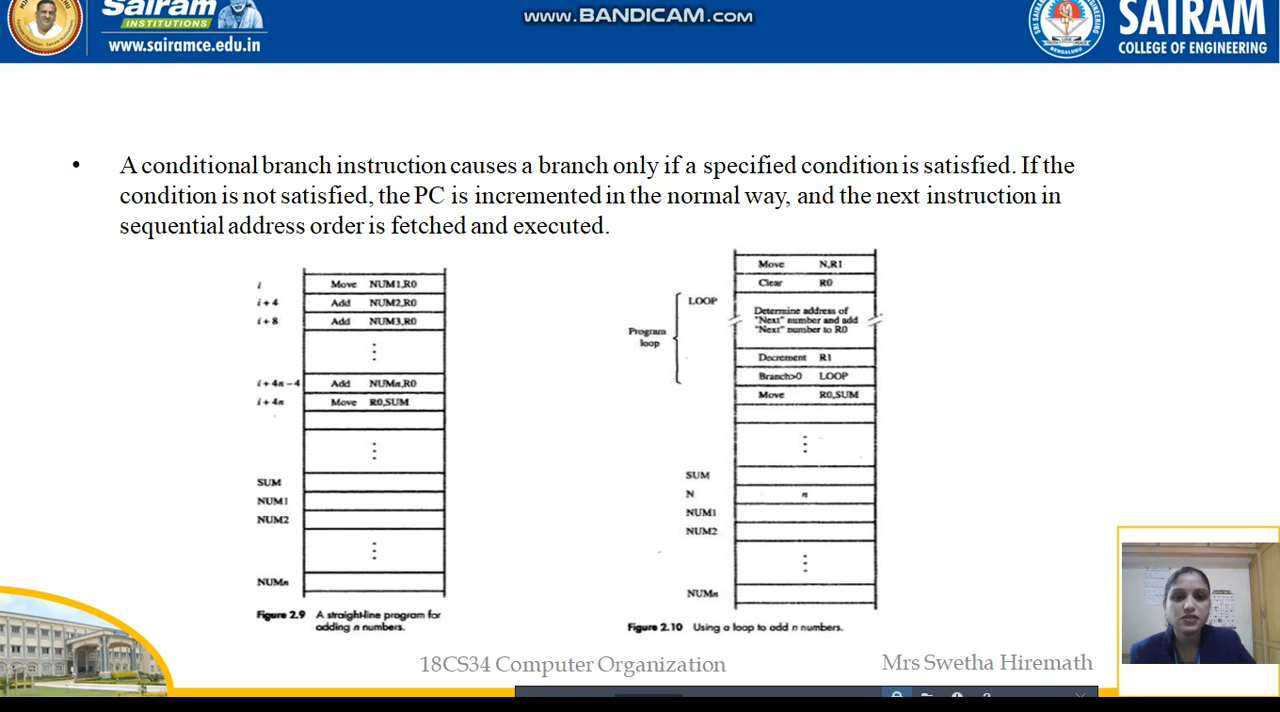 www.BANDICAM.com
Sairam
INSTITUTIONS
www.sairamce.edu.in
SAIRAM
COLLEGE OF ENGINEERING
• A conditional branch instruction causes a branch only if a specified condition is satisfied. If the
condition is not satisfied, the PC is incremented in the normal way, and the next instruction in
sequential address order is fetched and executed.
i Move NUM1,R0
i + 4 Add NUM2,R0
i + 8 Add NUM3,R0
i + 4n − 4 Add NUMn,R0
i + 4n Move R0,SUM
SUM
NUM1
NUM2
NUMn
Figure 2.9 A straight-line program for
adding n numbers.
Move N,R1
Clear R0
LOOP
Determine address of
"Next" number and add
"Next" number to R0
Program
loop
Decrement R1
Branch>0 LOOP
Move R0,SUM
SUM
N n
NUM1
NUM2
NUMn
Figure 2.10 Using a loop to add n numbers.
18CS34 Computer Organization
Mrs Swetha Hiremath